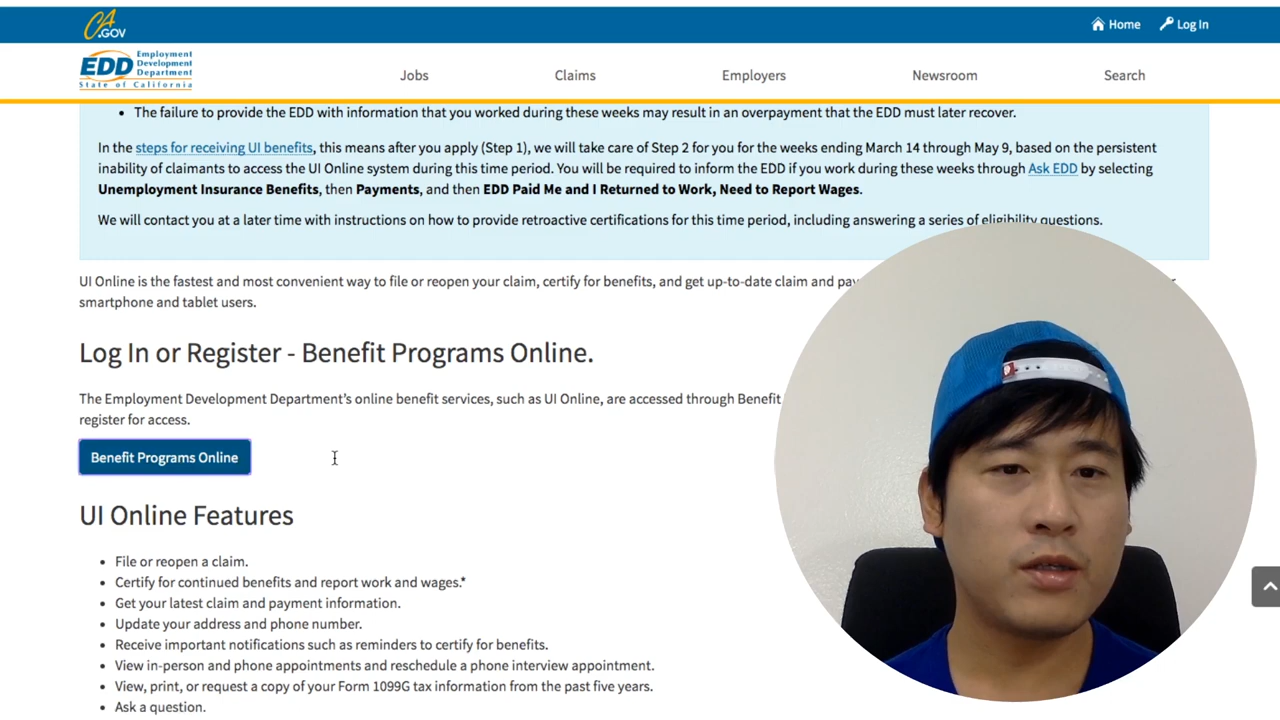 CA.GOV
Home
Log In
EDD Employment
Development
Department
State of California
Jobs
Claims
Employers
Newsroom
Search
• The failure to provide the EDD with information that you worked during these weeks may result in an overpayment that the EDD must later recover.
In the steps for receiving UI benefits, this means after you apply (Step 1), we will take care of Step 2 for you for the weeks ending March 14 through May 9, based on the persistent
inability of claimants to access the UI Online system during this time period. You will be required to inform the EDD if you work during these weeks through Ask EDD by selecting
Unemployment Insurance Benefits, then Payments, and then EDD Paid Me and I Returned to Work, Need to Report Wages.
We will contact you at a later time with instructions on how to provide retroactive certifications for this time period, including answering a series of eligibility questions.
UI Online is the fastest and most convenient way to file or reopen your claim, certify for benefits, and get up-to-date claim and
smartphone and tablet users.
Log In or Register - Benefit Programs Online.
The Employment Development Department's online benefit services, such as UI Online, are accessed through Benefit
register for access.
Benefit Programs Online
UI Online Features
• File or reopen a claim.
• Certify for continued benefits and report work and wages.*
• Get your latest claim and payment information.
• Update your address and phone number.
• Receive important notifications such as reminders to certify for benefits.
• View in-person and phone appointments and reschedule a phone interview appointment.
• View, print, or request a copy of your Form 1099G tax information from the past five years.
• Ask a question.